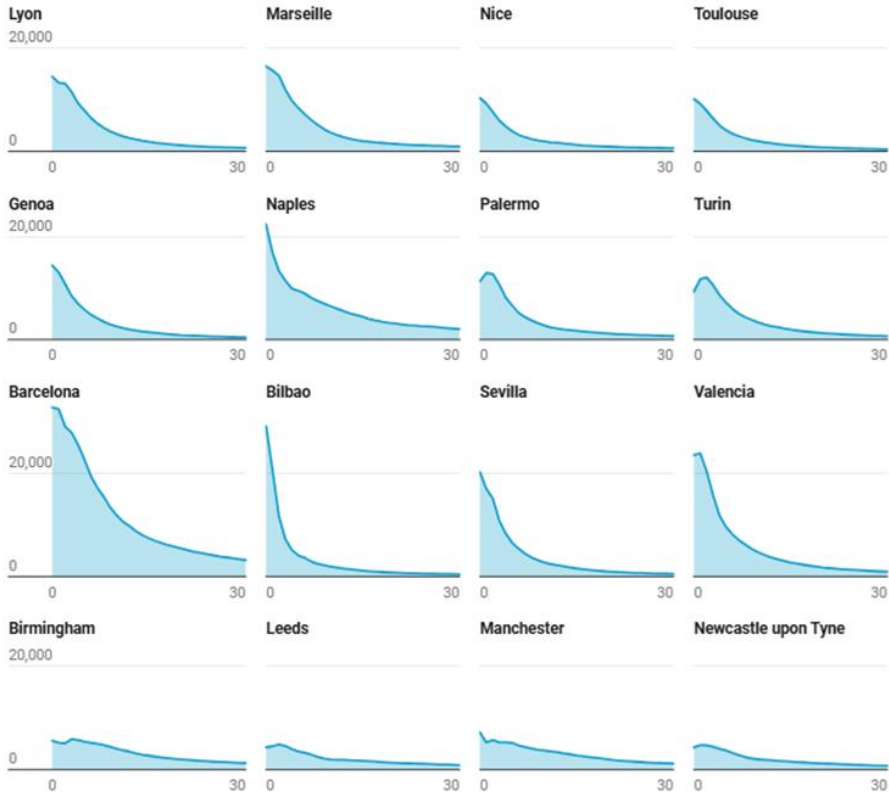 Lyon Marseille Nice Toulouse
20,000
0
0 30 0 30 0 30 0 30
Genoa Naples Palermo Turin
20,000
0
0 30 0 30 0 30 0 30
Barcelona Bilbao Sevilla Valencia
20,000
0
0 30 0 30 0 30 0 30
Birmingham Leeds Manchester Newcastle upon Tyne
20,000
0
0 30 0 30 0 30 0 30